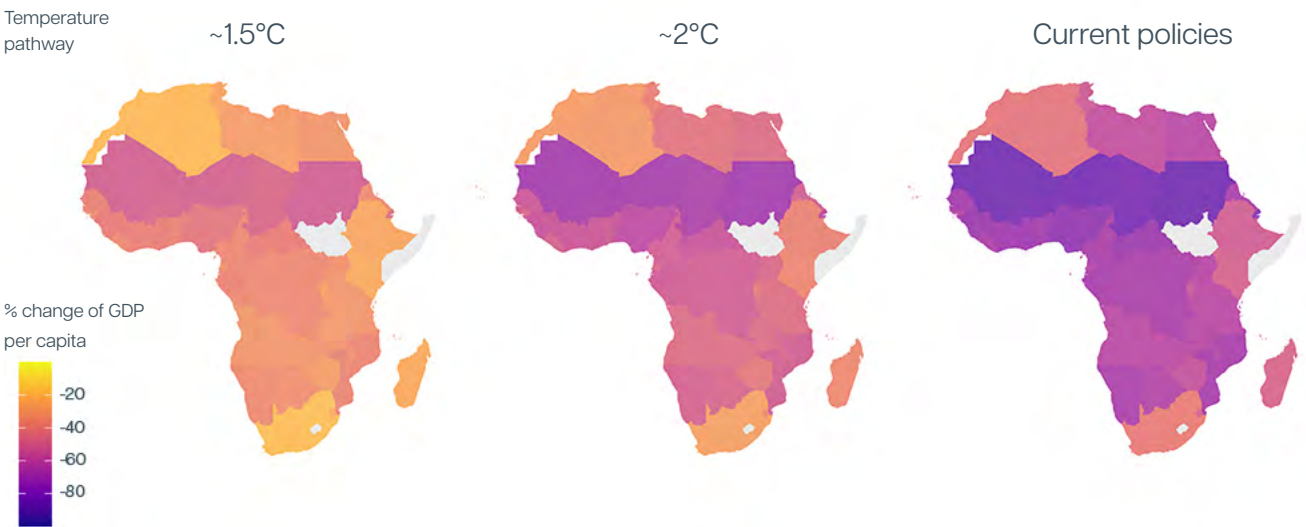 Temperature
pathway
~1.5°C
~2°C
Current policies
% change of GDP
per capita
-20
-40
-60
-80